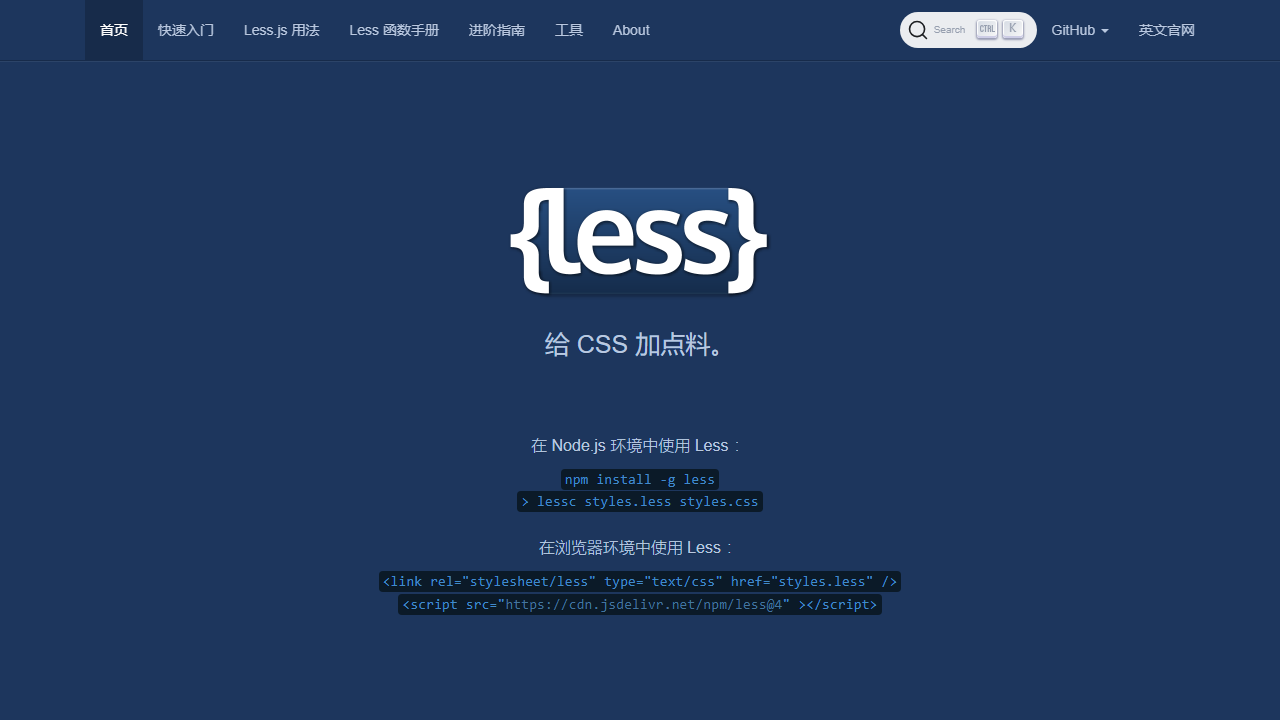 首页 快速入门 Less.js 用法 Less 函数手册 进阶指南 工具 About Search CTRL K GitHub 英文官网
{less}
给 CSS 加点料。
在 Node.js 环境中使用 Less：
npm install -g less
> lessc styles.less styles.css
在浏览器环境中使用 Less：
<link rel="stylesheet/less" type="text/css" href="styles.less" />
<script src="https://cdn.jsdelivr.net/npm/less@4" ></script>